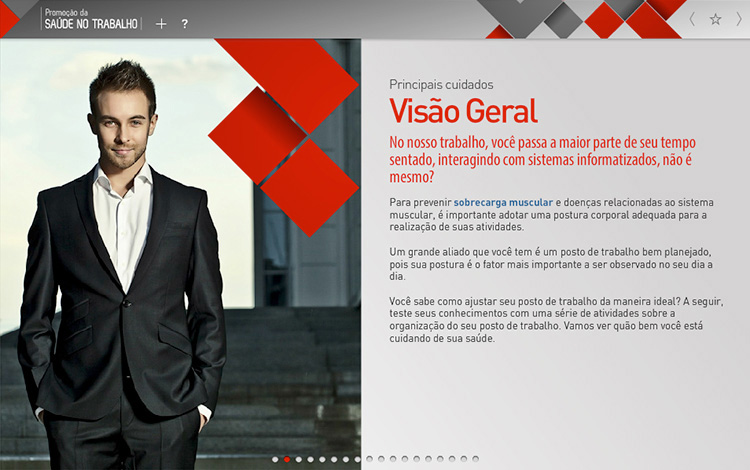 Promoção da
SAÚDE NO TRABALHO
+ ?
Principais cuidados
Visão Geral
No nosso trabalho, você passa a maior parte de seu tempo
sentado, interagindo com sistemas informatizados, não é
mesmo?
Para prevenir sobrecarga muscular e doenças relacionadas ao sistema
muscular, é importante adotar uma postura corporal adequada para a
realização de suas atividades.
Um grande aliado que você tem é um posto de trabalho bem planejado,
pois sua postura é o fator mais importante a ser observado no seu dia a
dia.
Você sabe como ajustar seu posto de trabalho da maneira ideal? A seguir,
teste seus conhecimentos com uma série de atividades sobre a
organização do seu posto de trabalho. Vamos ver quão bem você está
cuidando de sua saúde.